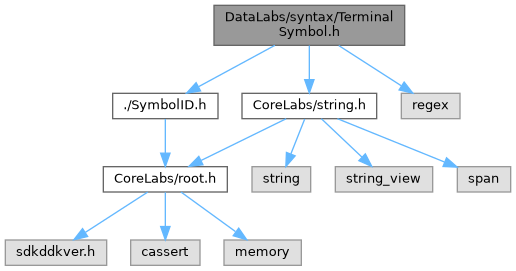 DataLabs/syntax/Terminal
Symbol.h
./SymbolID.h
CoreLabs/string.h
regex
CoreLabs/root.h
string
string_view
span
sdkddkver.h
cassert
memory